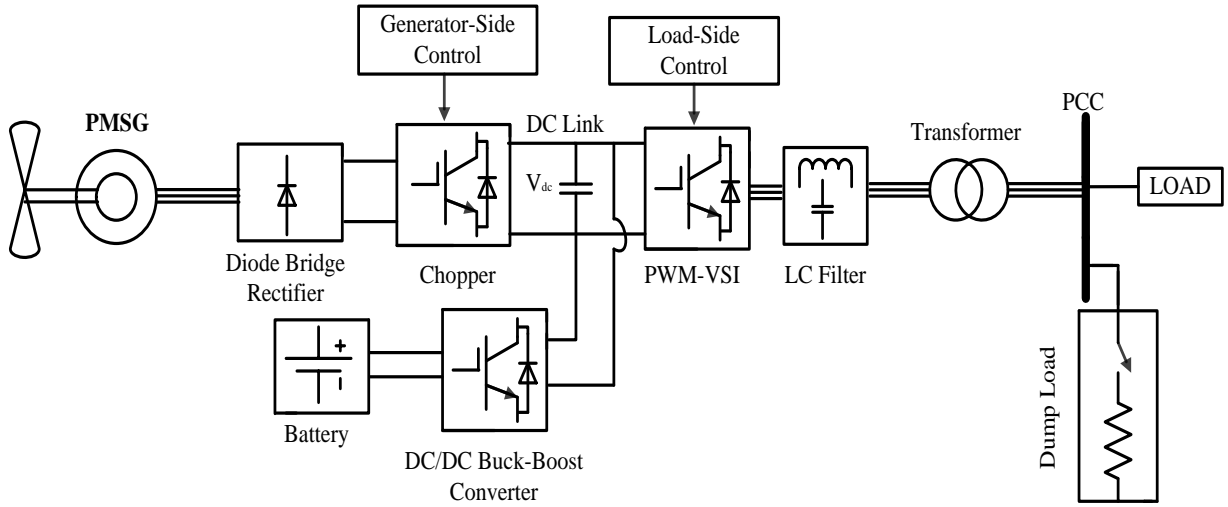 Generator-Side
Control
Load-Side
Control
PMSG
DC Link
PCC
Transformer
Vdc
LOAD
Diode Bridge
Rectifier
Chopper
PWM-VSI
LC Filter
+
-
Battery
DC/DC Buck-Boost
Converter
Dump Load